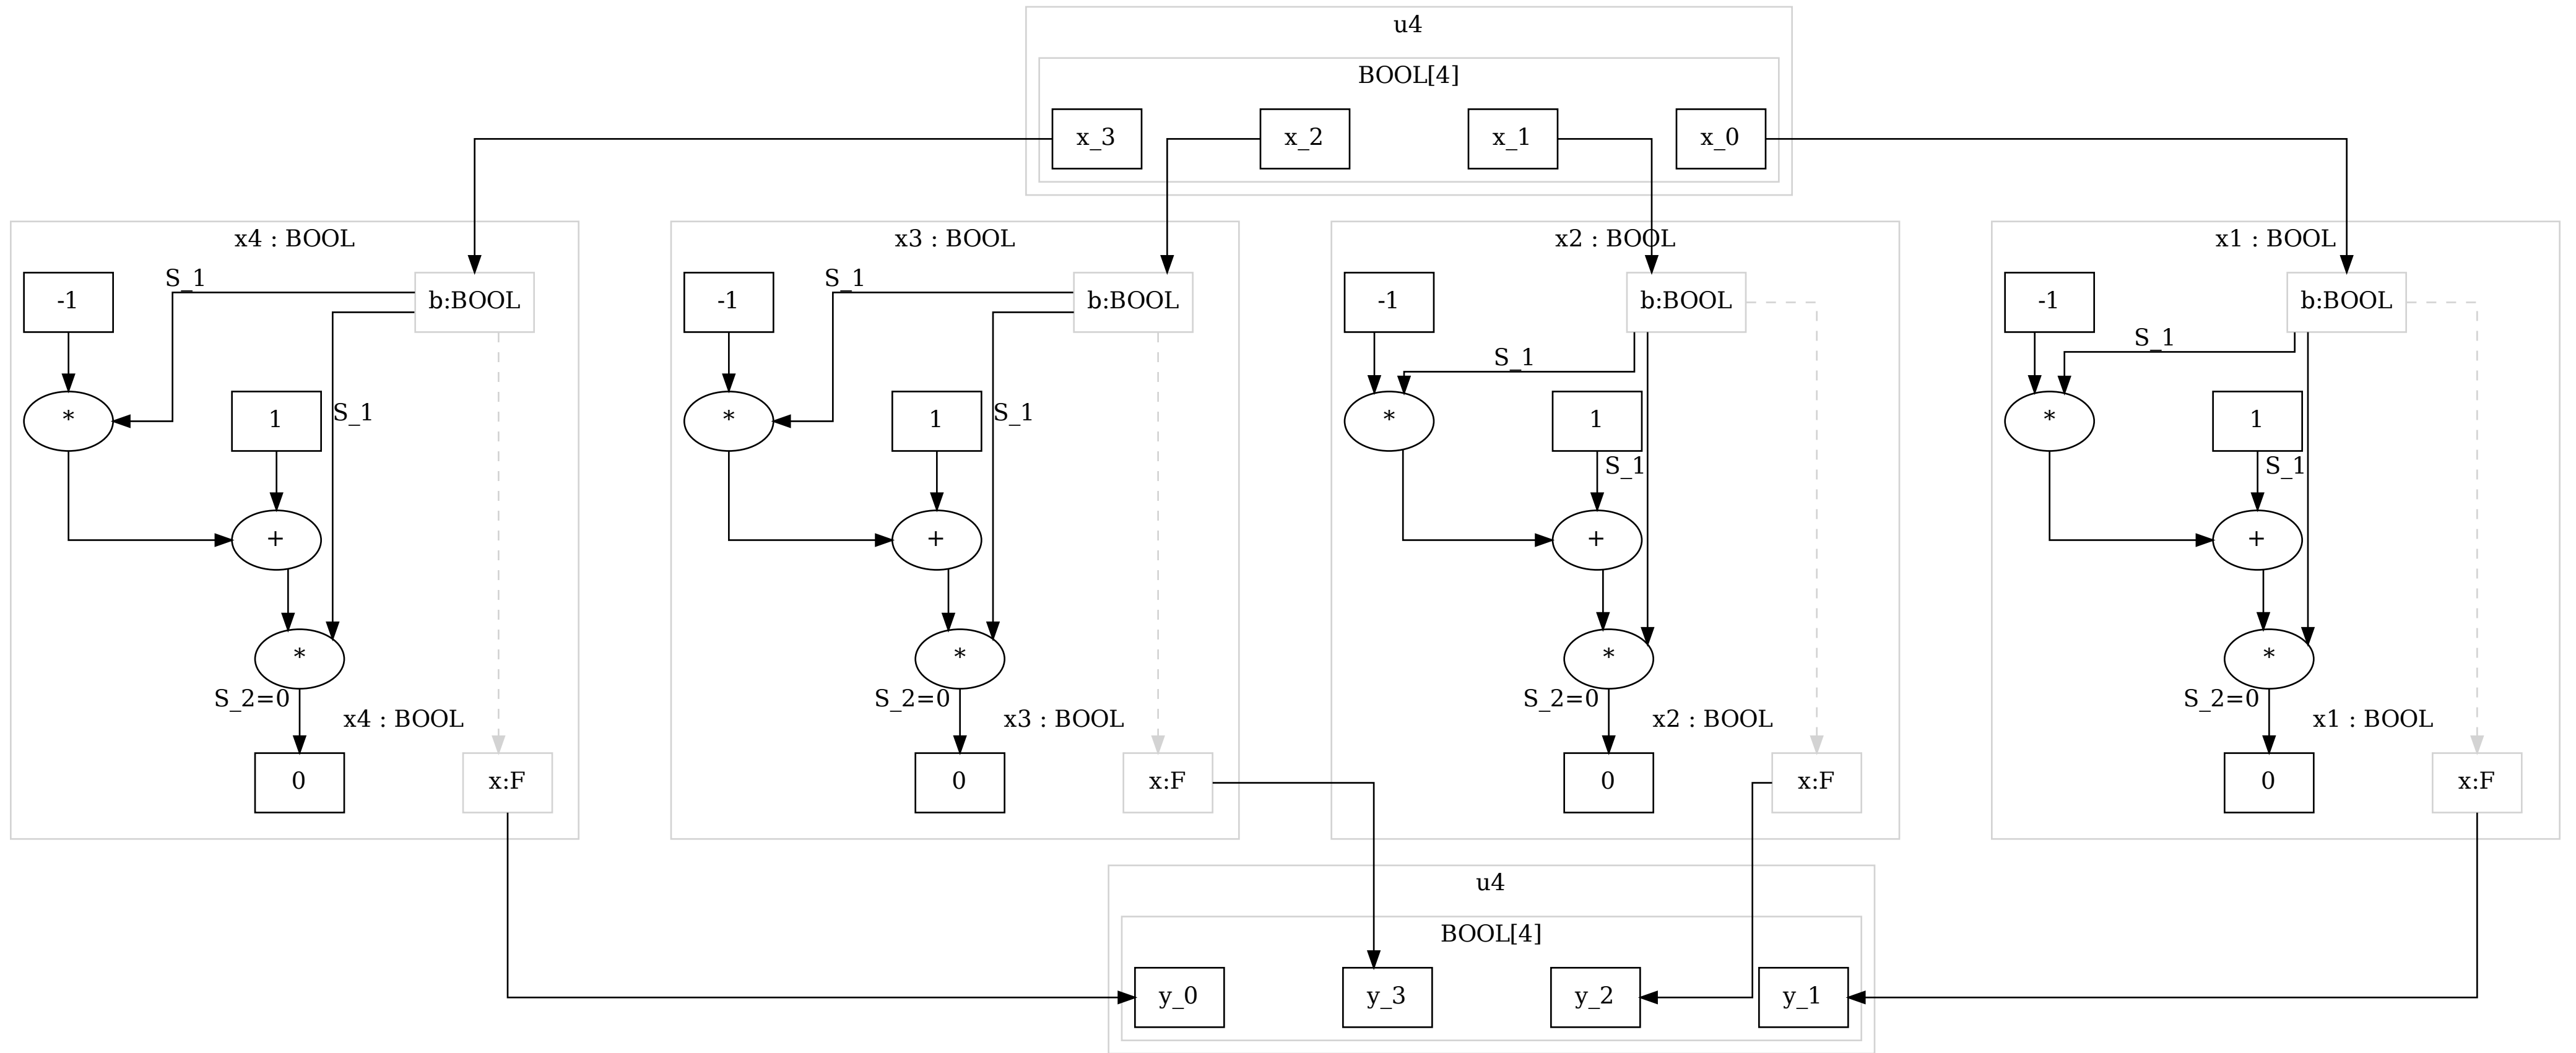 u4
BOOL[4]
x_3 x_2 x_1 x_0
x4 : BOOL x3 : BOOL x2 : BOOL x1 : BOOL
-1 S_1 b:BOOL -1 S_1 b:BOOL -1 b:BOOL -1 b:BOOL
S_1 S_1
* 1 S_1 * 1 S_1 * 1 * 1
S_1 S_1
+ + + +
* * * *
S_2=0 S_2=0 S_2=0 S_2=0
x4 : BOOL x3 : BOOL x2 : BOOL x1 : BOOL
0 x:F 0 x:F 0 x:F 0 x:F
u4
BOOL[4]
y_0 y_3 y_2 y_1